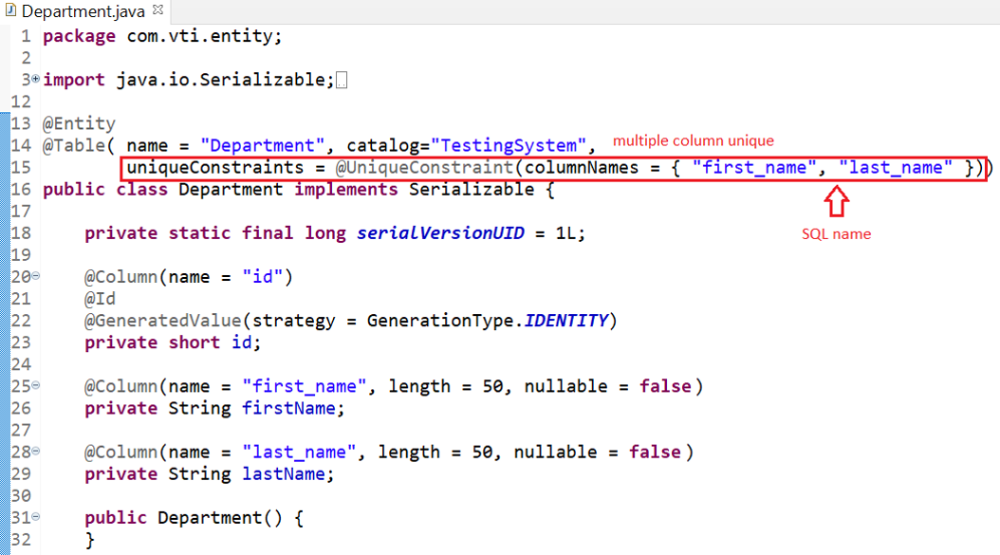 Department.java
1 package com.vti.entity;
2
3 import java.io.Serializable;
12
13 @Entity
14 @Table( name = "Department", catalog="TestingSystem", multiple column unique
15 uniqueConstraints = @UniqueConstraint(columnNames = { "first_name", "last_name" }))
16 public class Department implements Serializable {
17
SQL name
18 private static final long serialVersionUID = 1L;
19
20 @Column(name = "id")
21 @Id
22 @GeneratedValue(strategy = GenerationType.IDENTITY)
23 private short id;
24
25 @Column(name = "first_name", length = 50, nullable = false)
26 private String firstName;
27
28 @Column(name = "last_name", length = 50, nullable = false)
29 private String lastName;
30
31 public Department() {
32 }